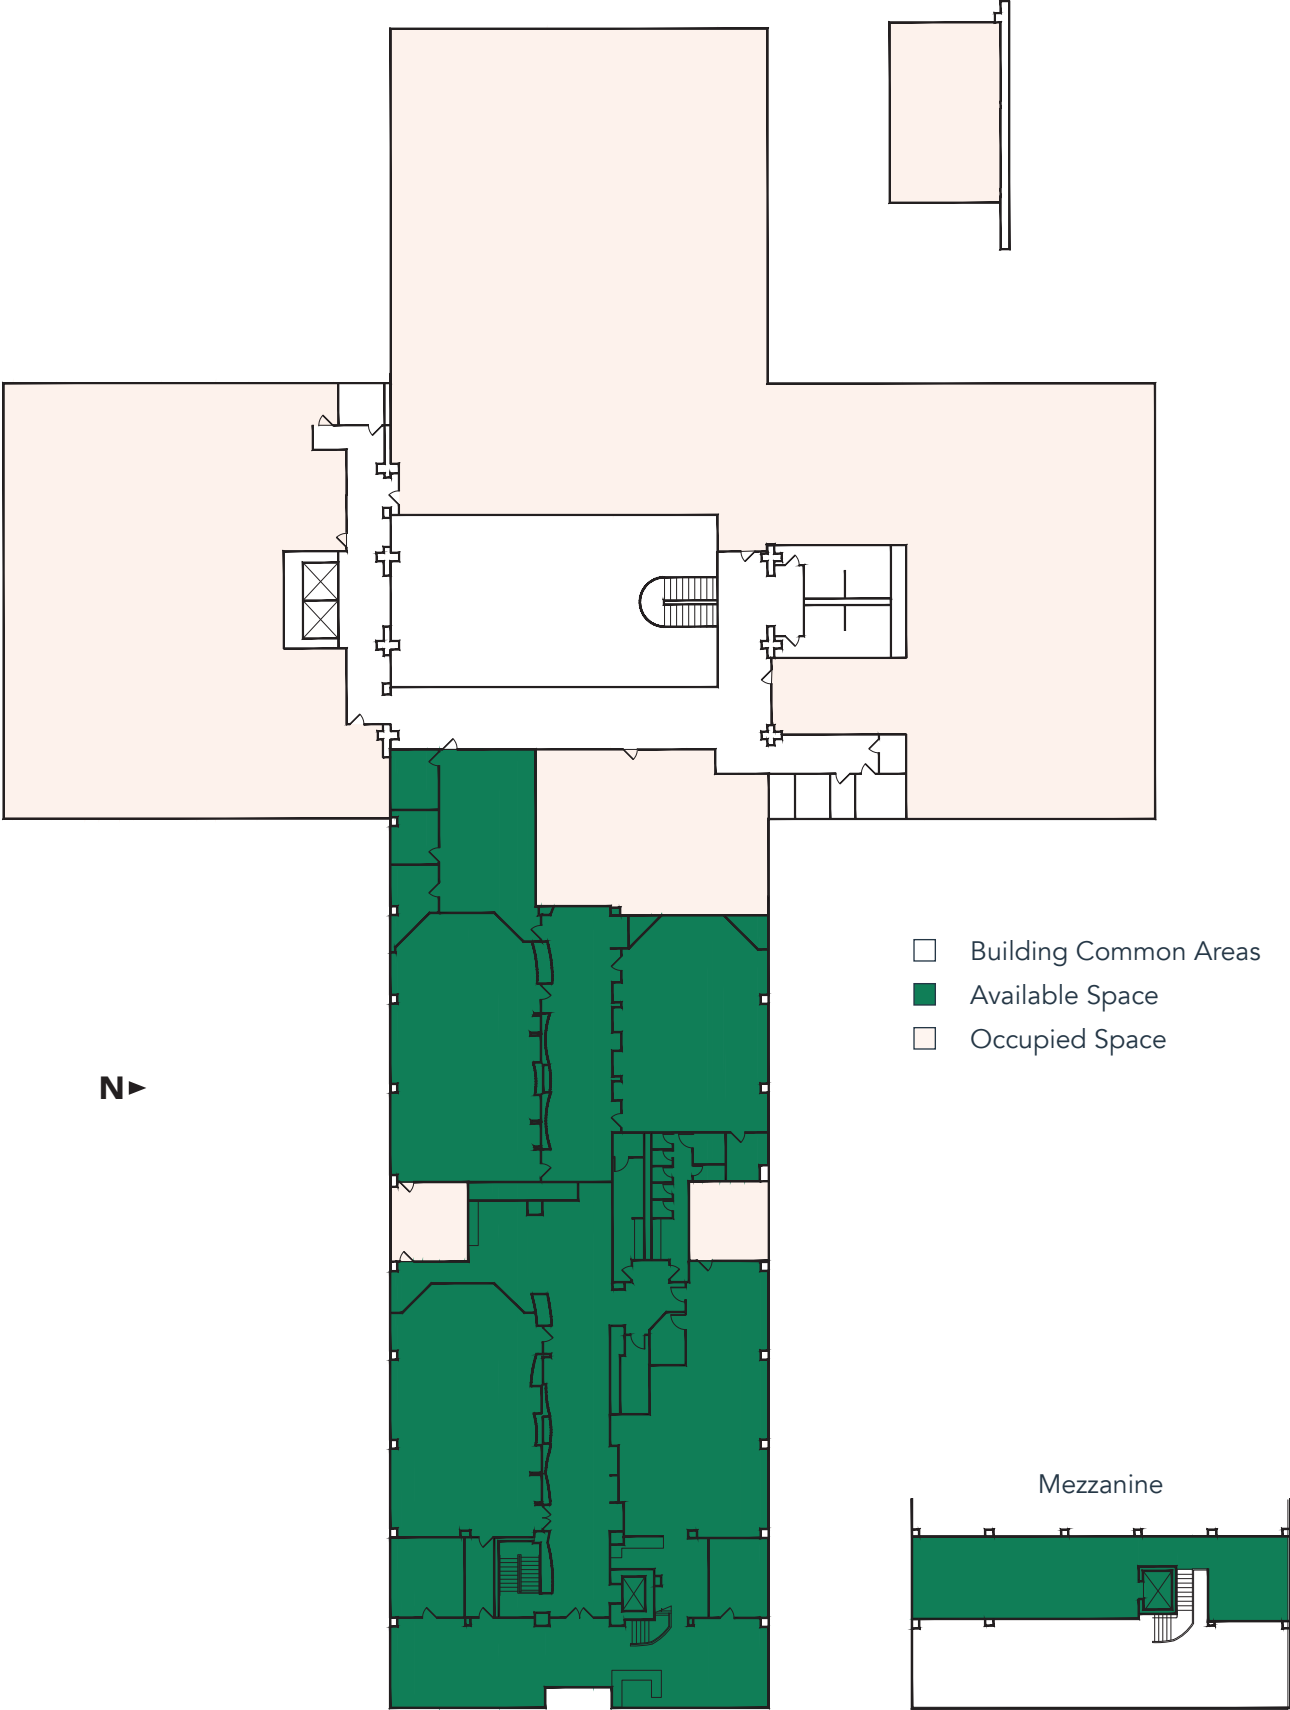 Building Common Areas
Available Space
Occupied Space
N
Mezzanine